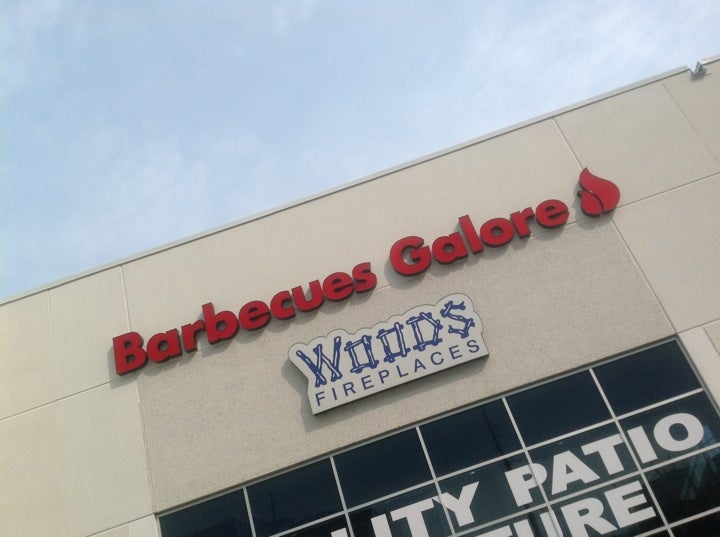 Barbecues Galore
WOODS
FIREPLACES
PATIO